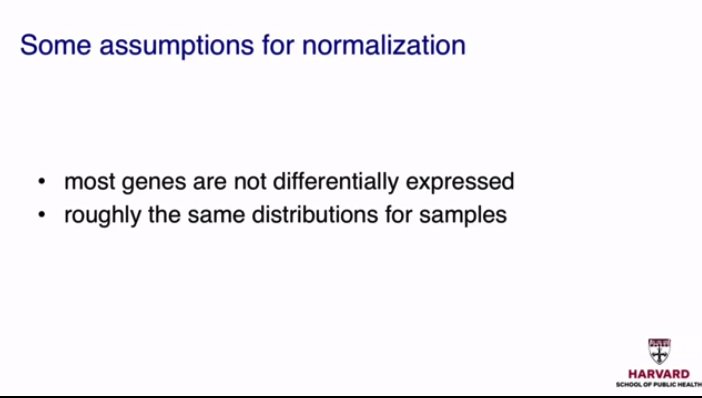 Some assumptions for normalization
• most genes are not differentially expressed
• roughly the same distributions for samples
HARVARD
SCHOOL OF PUBLIC HEALTH